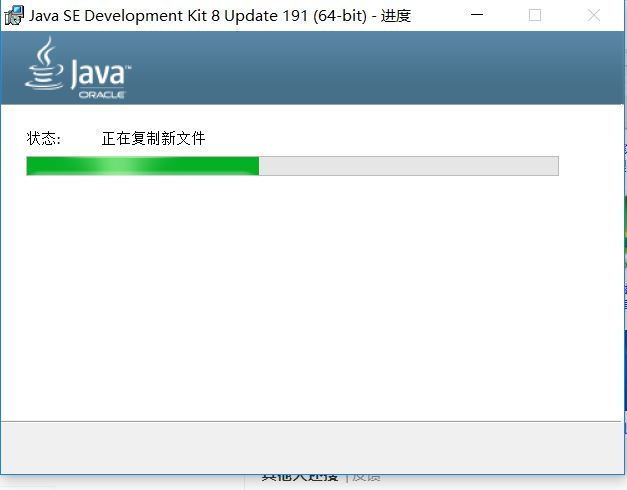 Java SE Development Kit 8 Update 191 (64-bit) - 进度
Java™
ORACLE
状态: 正在复制新文件